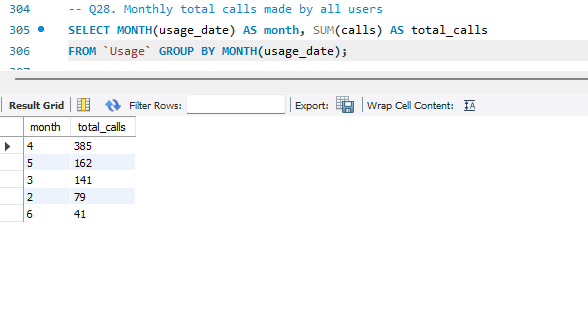 304 -- Q28. Monthly total calls made by all users
305 SELECT MONTH(usage_date) AS month, SUM(calls) AS total_calls
306 FROM `Usage` GROUP BY MONTH(usage_date);
Result Grid Filter Rows: Export: Wrap Cell Content:
month total_calls
4 385
5 162
3 141
2 79
6 41